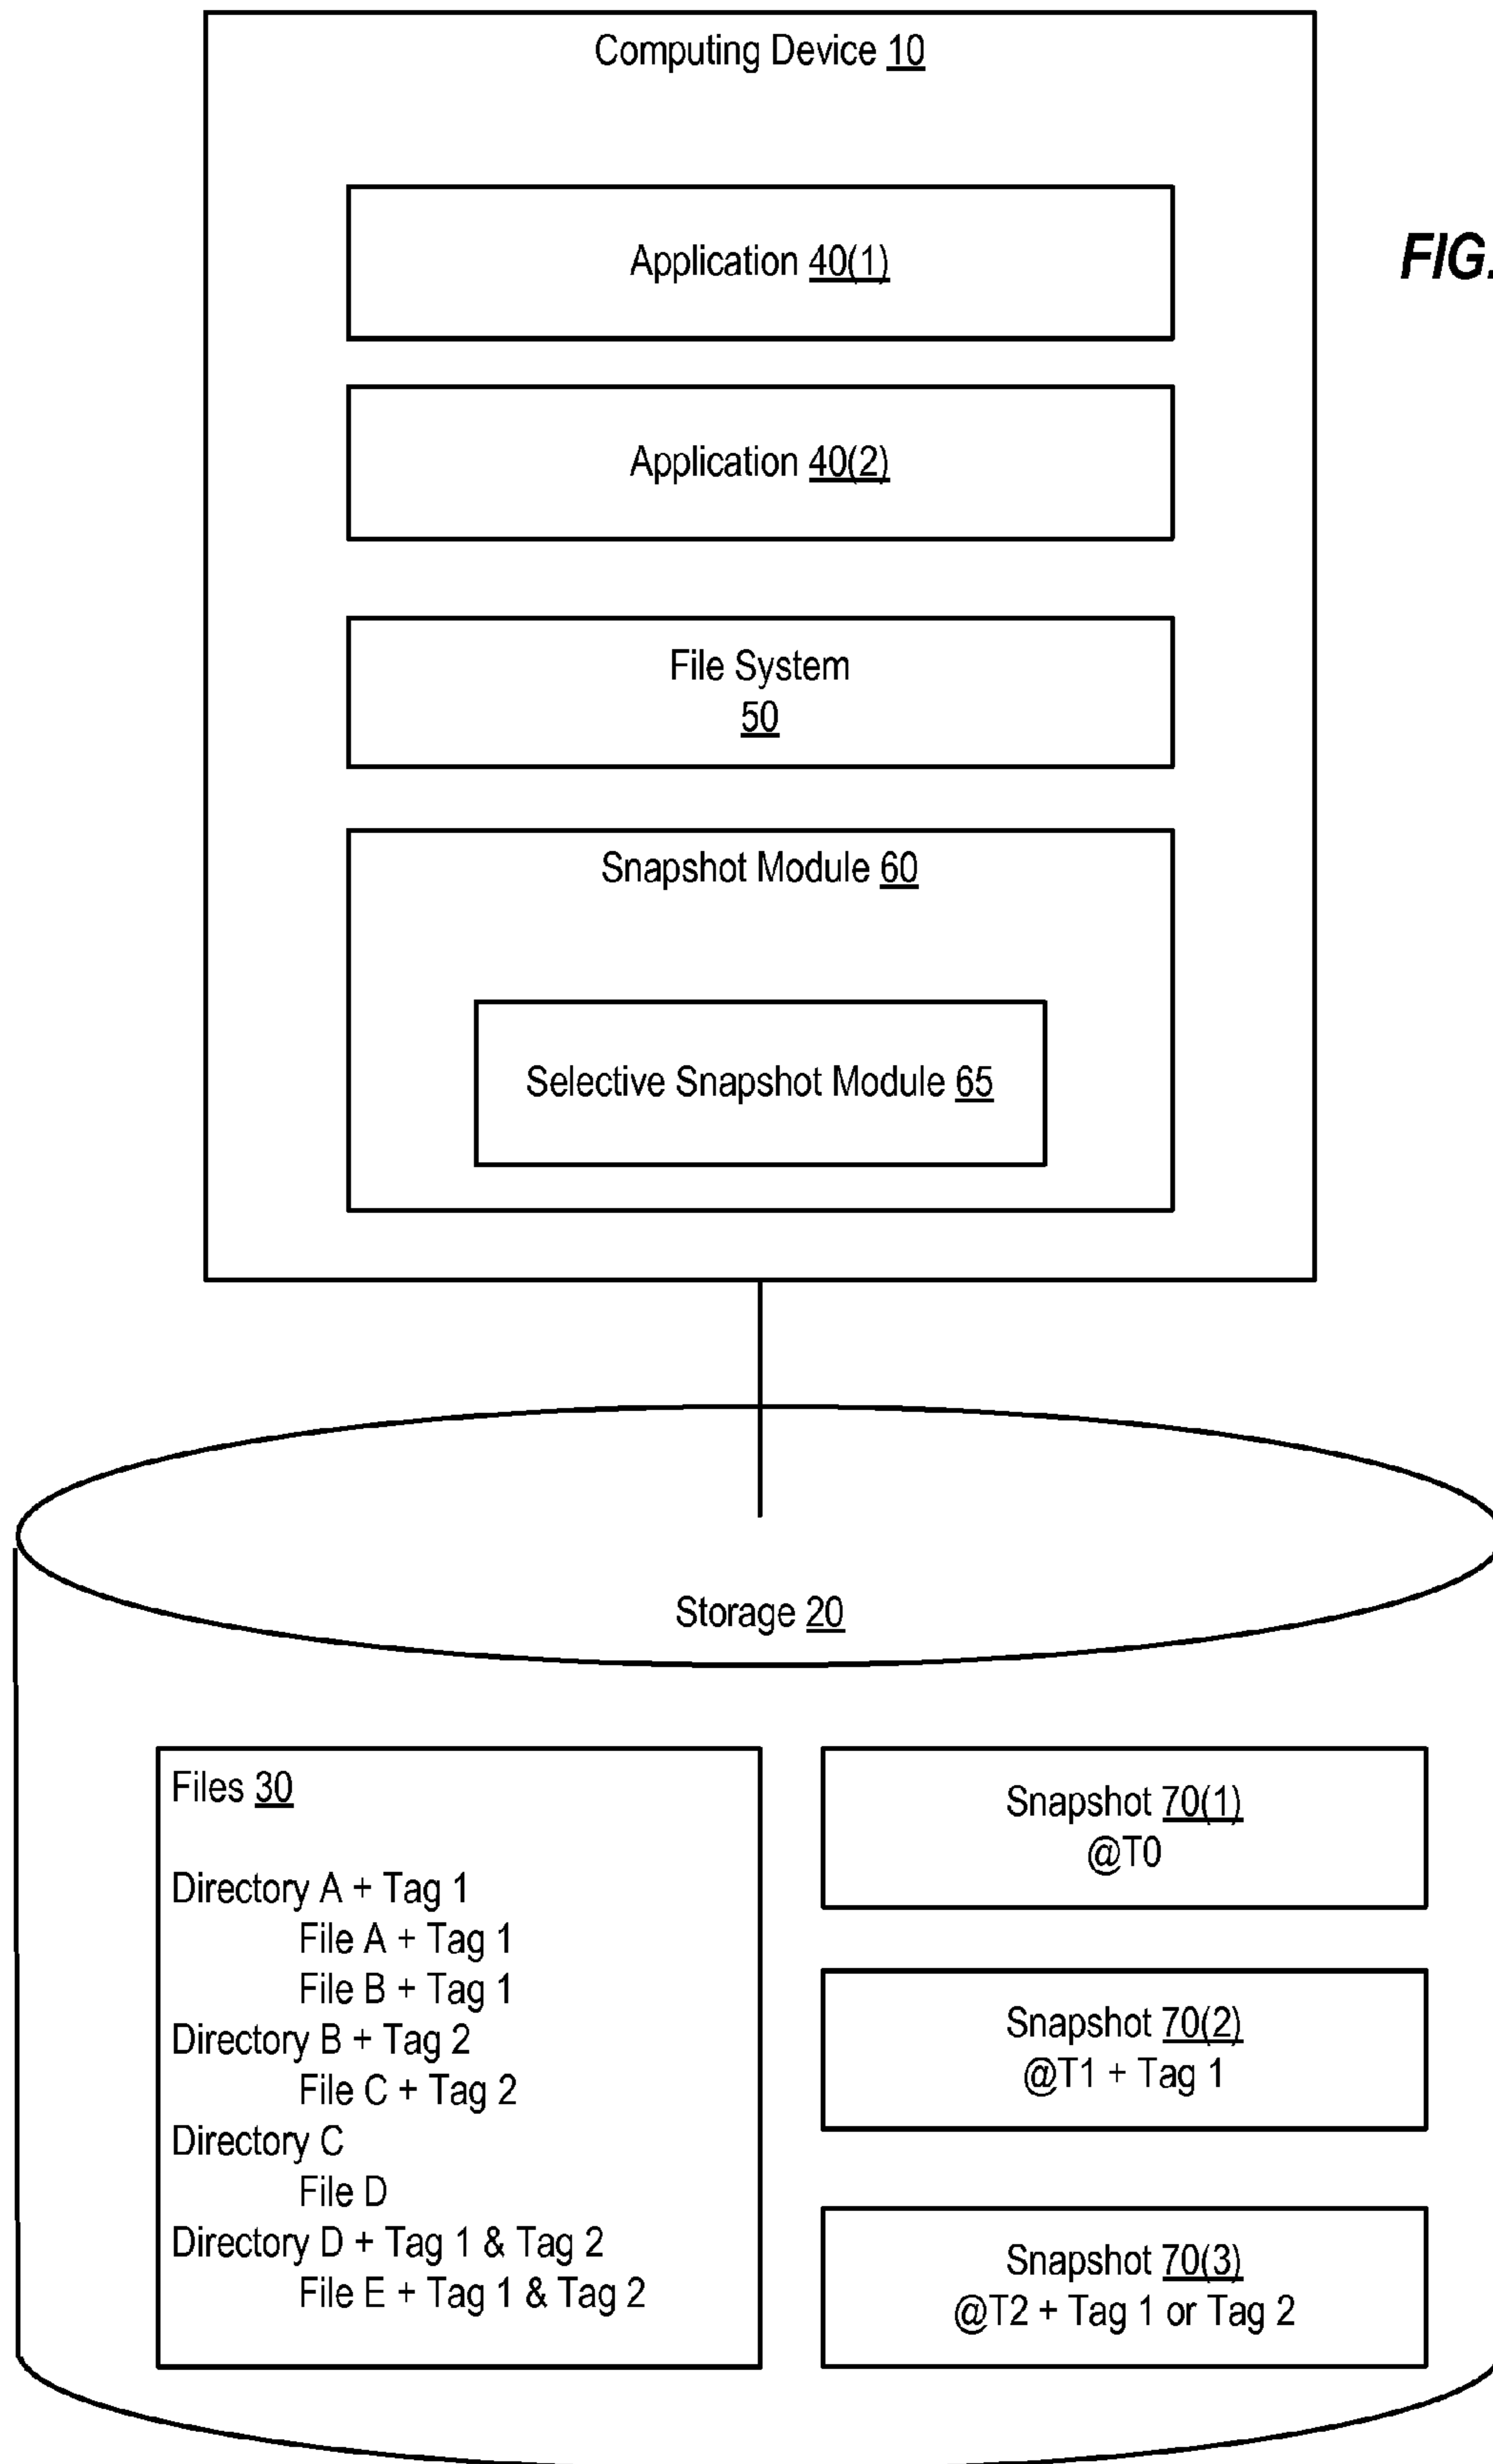 Computing Device 10
FIG.
Application 40(1)
Application 40(2)
File System
50
Snapshot Module 60
Selective Snapshot Module 65
Storage 20
Files 30
Directory A + Tag 1
File A + Tag 1
File B + Tag 1
Directory B + Tag 2
File C + Tag 2
Directory C
File D
Directory D + Tag 1 & Tag 2
File E + Tag 1 & Tag 2
Snapshot 70(1)
@T0
Snapshot 70(2)
@T1 + Tag 1
Snapshot 70(3)
@T2 + Tag 1 or Tag 2